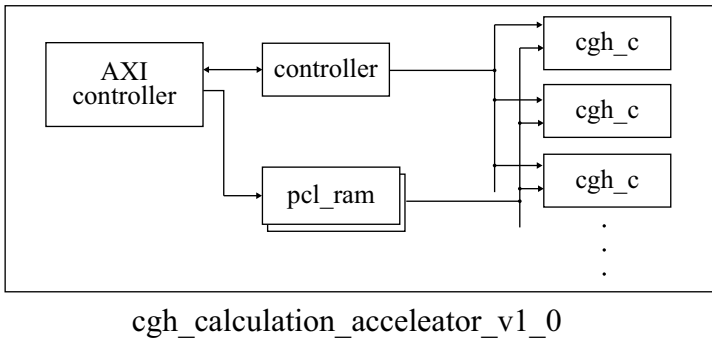 AXI
controller
controller
cgh_c
cgh_c
cgh_c
pcl_ram
cgh_calculation_acceleator_v1_0